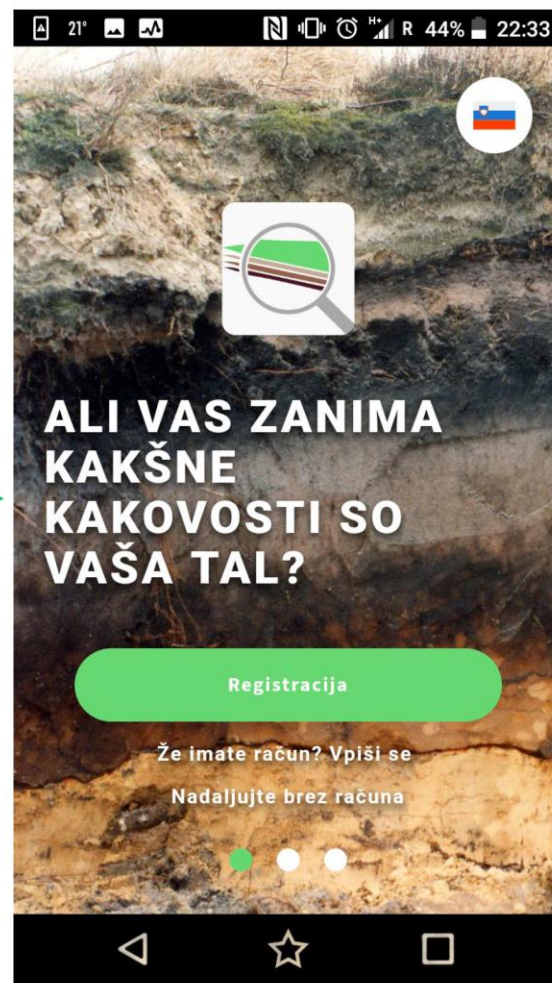 21°
H+
R 44% 22:33
ALI VAS ZANIMA
KAKŠNE
KAKOVOSTI SO
VAŠA TAL?
Registracija
Že imate račun? Vpiši se
Nadaljujte brez računa